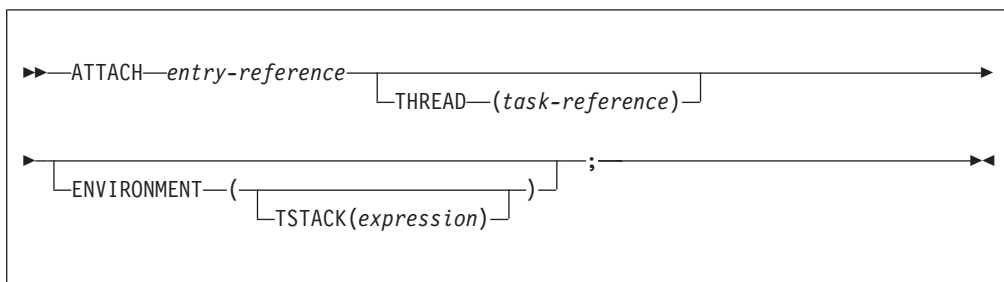 ATTACH entry-reference
THREAD (task-reference)
;
ENVIRONMENT ( )
TSTACK(expression)